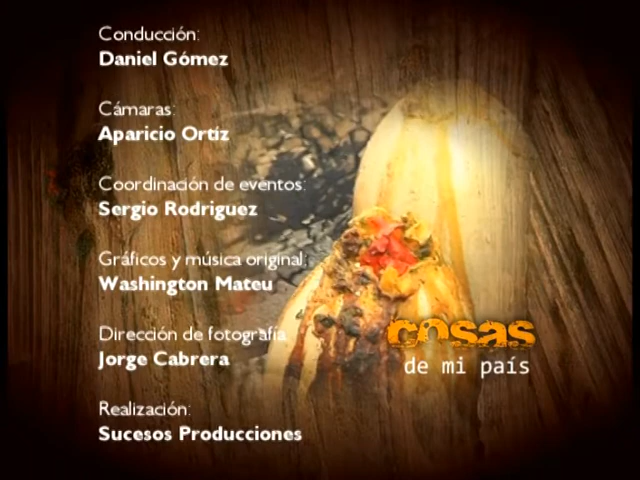 Conducción:
Daniel Gómez
Cámaras:
Aparicio Ortíz
Coordinación de eventos:
Sergio Rodriguez
Gráficos y música original:
Washington Mateu
Dirección de fotografía:
Jorge Cabrera
Realización:
Sucesos Producciones
cosas
de mi país